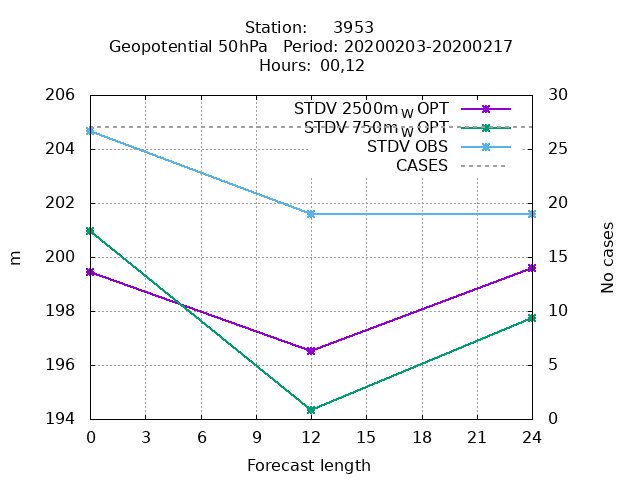 Station: 3953
Geopotential 50hPa Period: 20200203-20200217
Hours: 00,12
206 30
STDV 2500m W OPT
STDV 750m W OPT
204 25
STDV OBS
CASES
202 20
200 15
m
No cases
198 10
196 5
194 0
0 3 6 9 12 15 18 21 24
Forecast length